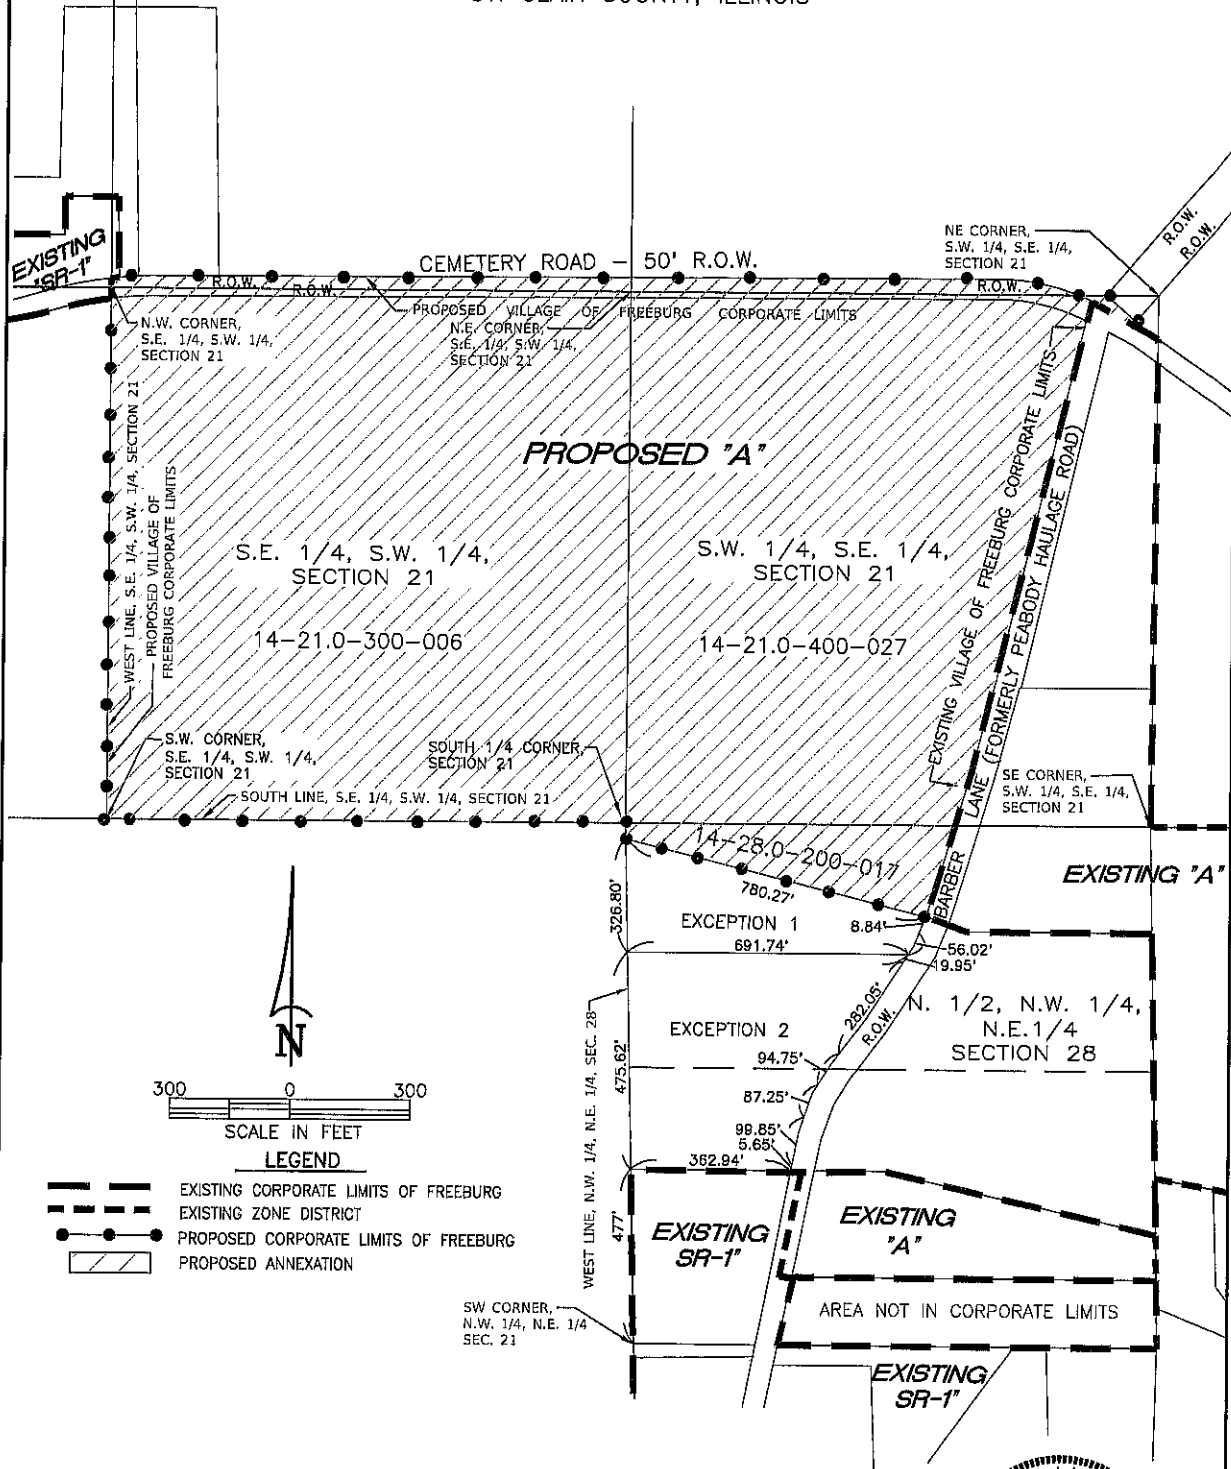 EXISTING
"SR-1"
CEMETERY ROAD - 50' R.O.W.
NE CORNER,
S.W. 1/4, S.E. 1/4,
SECTION 21
R.O.W.
R.O.W.
R.O.W.
R.O.W.
R.O.W.
PROPOSED VILLAGE OF FREEBURG CORPORATE LIMITS
N.W. CORNER,
S.E. 1/4, S.W. 1/4,
SECTION 21
N.E. CORNER,
S.E. 1/4, S.W. 1/4,
SECTION 21
PROPOSED "A"
WEST LINE, S.E. 1/4, S.W. 1/4, SECTION 21
PROPOSED VILLAGE OF
FREEBURG CORPORATE LIMITS
S.E. 1/4, S.W. 1/4,
SECTION 21
14-21.0-300-006
S.W. 1/4, S.E. 1/4,
SECTION 21
14-21.0-400-027
EXISTING VILLAGE OF FREEBURG CORPORATE LIMITS
BARBER LANE (FORMERLY PEABODY HAULAGE ROAD)
S.W. CORNER,
S.E. 1/4, S.W. 1/4,
SECTION 21
SOUTH 1/4 CORNER,
SECTION 21
SOUTH LINE, S.E. 1/4, S.W. 1/4, SECTION 21
SE CORNER,
S.W. 1/4, S.E. 1/4,
SECTION 21
14-28.0-200-017
780.27'
EXISTING "A"
326.80'
EXCEPTION 1
8.84'
691.74'
56.02'
19.95'
282.05'
R.O.W.
N. 1/2, N.W. 1/4,
N.E.1/4
SECTION 28
EXCEPTION 2
94.75'
475.62'
87.25'
99.85'
5.65'
362.94'
WEST LINE, N.W. 1/4, N.E. 1/4, SEC. 28
477'
N
300 0 300
SCALE IN FEET
LEGEND
EXISTING CORPORATE LIMITS OF FREEBURG
EXISTING ZONE DISTRICT
PROPOSED CORPORATE LIMITS OF FREEBURG
PROPOSED ANNEXATION
EXISTING
SR-1"
EXISTING
"A"
AREA NOT IN CORPORATE LIMITS
SW CORNER,
N.W. 1/4, N.E. 1/4
SEC. 21
EXISTING
SR-1"